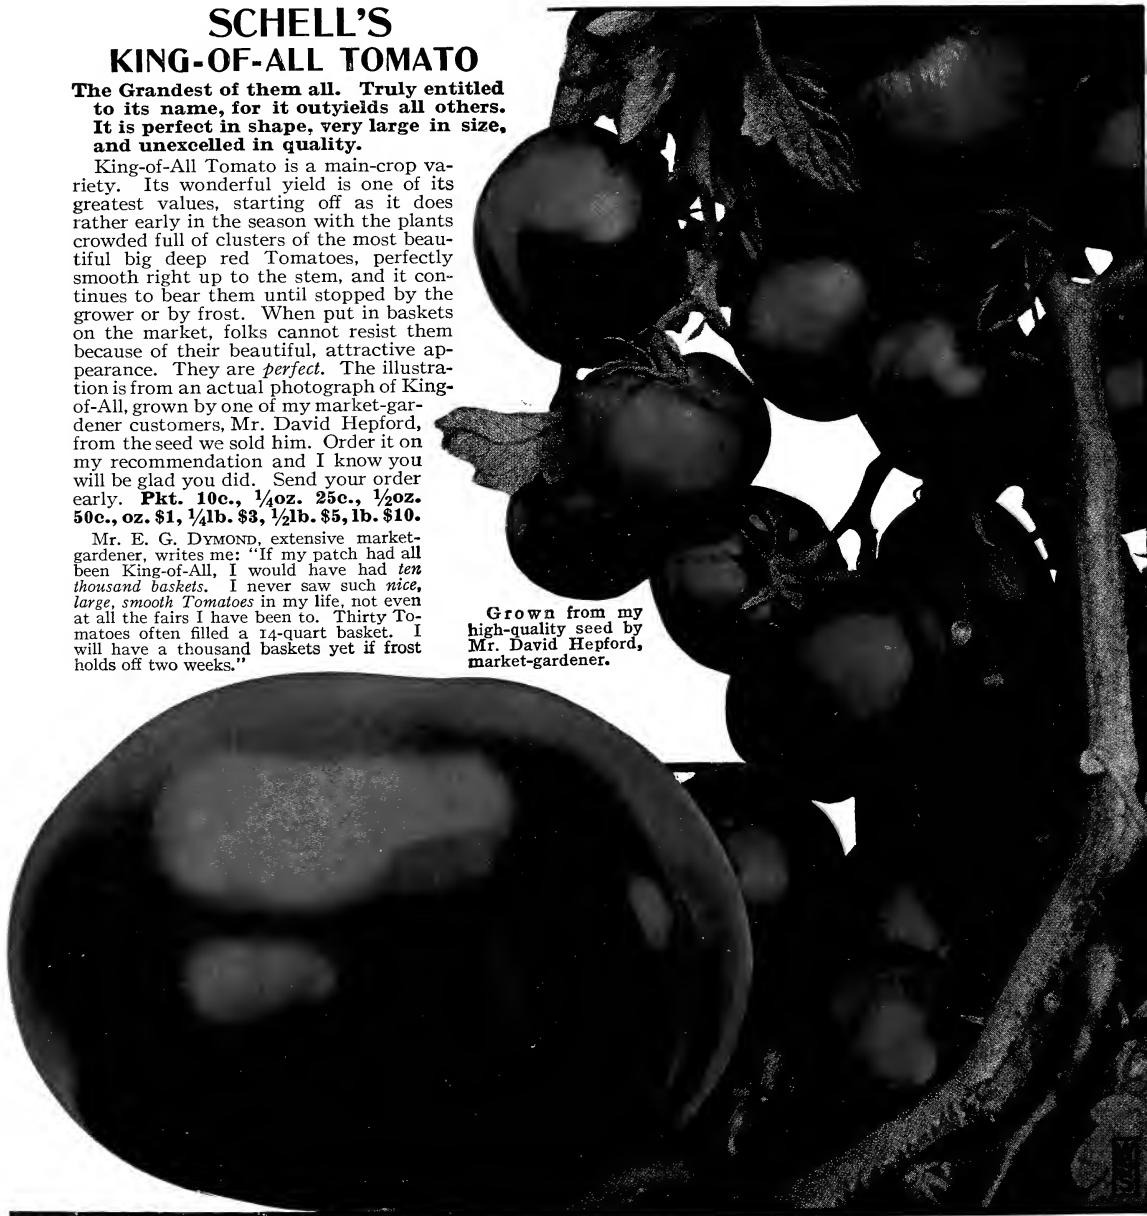 SCHELL'S
KING-OF-ALL TOMATO
The Grandest of them all. Truly entitled
to its name, for it outyields all others.
It is perfect in shape, very large in size,
and unexcelled in quality.
King-of-All Tomato is a main-crop va-
riety. Its wonderful yield is one of its
greatest values, starting off as it does
rather early in the season with the plants
crowded full of clusters of the most beau-
tiful big deep red Tomatoes, perfectly
smooth right up to the stem, and it con-
tinues to bear them until stopped by the
grower or by frost. When put in baskets
on the market, folks cannot resist them
because of their beautiful, attractive ap-
pearance. They are perfect. The illustra-
tion is from an actual photograph of King-
of-All, grown by one of my market-gar-
dener customers, Mr. David Hepford,
from the seed we sold him. Order it on
my recommendation and I know you
will be glad you did. Send your order
early. Pkt. 10c., ¼oz. 25c., ½oz.
50c., oz. $1, ¼lb. $3, ½lb. $5, lb. $10.
Mr. E. G. DYMOND, extensive market-
gardener, writes me: "If my patch had all
been King-of-All, I would have had ten
thousand baskets. I never saw such nice,
large, smooth Tomatoes in my life, not even
at all the fairs I have been to. Thirty To-
matoes often filled a 14-quart basket. I
will have a thousand baskets yet if frost
holds off two weeks."
Grown from my
high-quality seed by
Mr. David Hepford,
market-gardener.